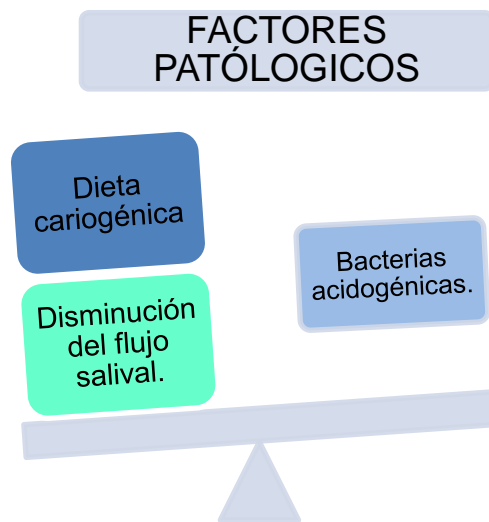 FACTORES
PATÓLOGICOS
Dieta
cariogénica
Disminución
del flujo
salival.
Bacterias
acidogénicas.